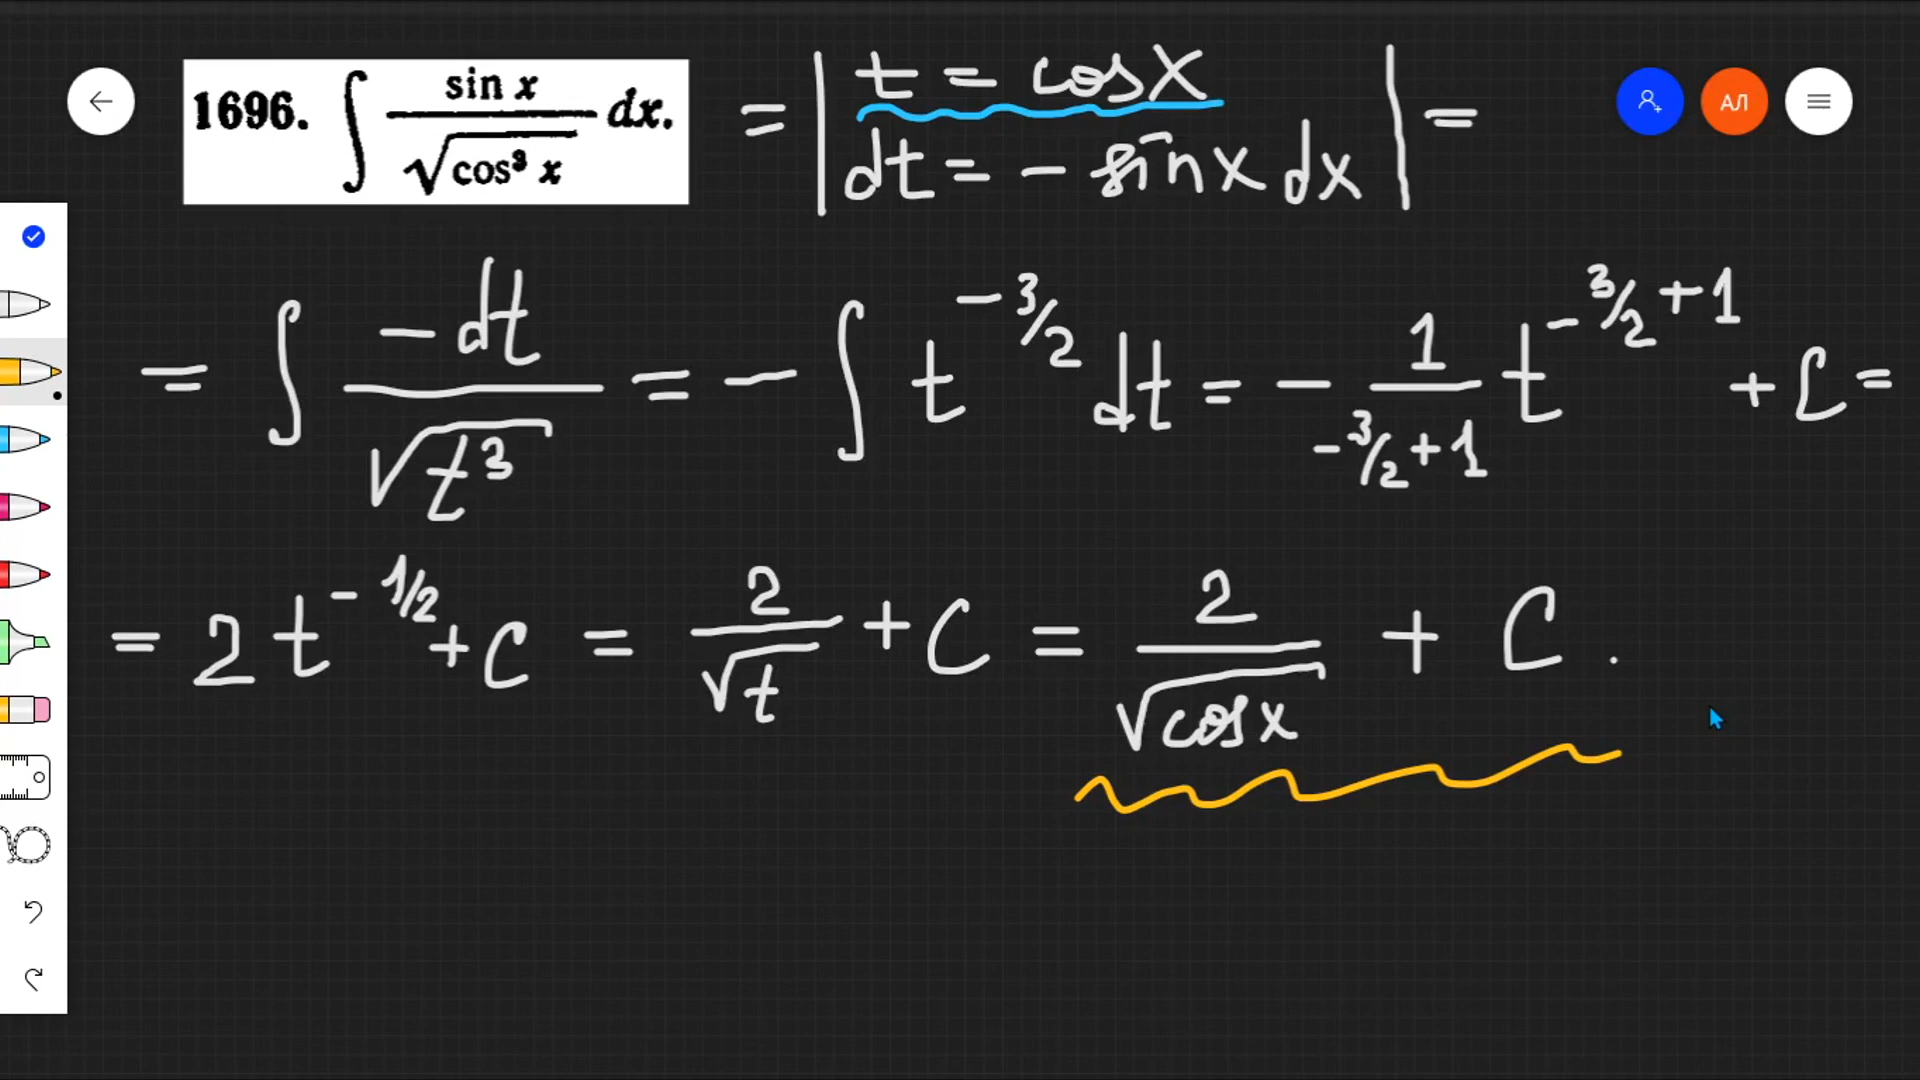 1696. ∫ sin x / √cos³ x dx. = | t = cos x
dt = - sin x dx | =
= ∫ -dt / √t³ = - ∫ t^(-3/2) dt = - 1/(-3/2+1) t^(-3/2+1) + C =
= 2 t^(-1/2) + C = 2/√t + C = 2/√cos x + C .
АЛ